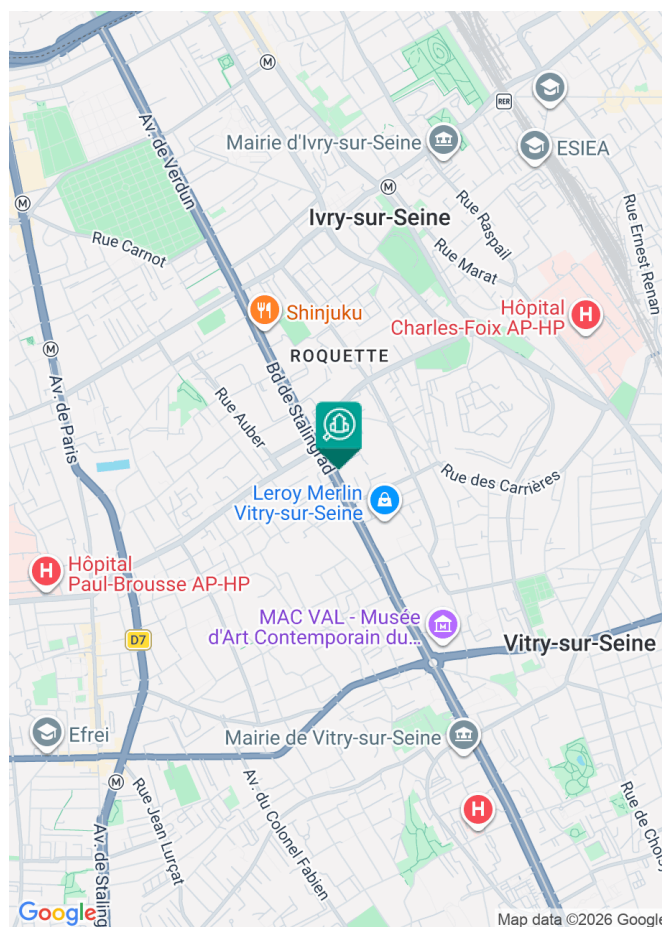 M
RER
Av. de Verdun
Mairie d'Ivry-sur-Seine
ESIEA
M
M
Rue Raspail
Rue Ernest Renan
Ivry-sur-Seine
Rue Carnot
Rue Marat
Shinjuku
Hôpital
Charles-Foix AP-HP
H
M
ROQUETTE
Av. de Paris
Bd de Stalingrad
Rue Auber
Rue des Carrières
Leroy Merlin
Vitry-sur-Seine
H
Hôpital
Paul-Brousse AP-HP
MAC VAL - Musée
d'Art Contemporain du...
M
D7
Vitry-sur-Seine
Efrei
Mairie de Vitry-sur-Seine
M
Rue Jean Lurçat
Av. du Colonel Fabien
H
Rue de Choisy
Av. de Staling
Google
Map data ©2026 Google